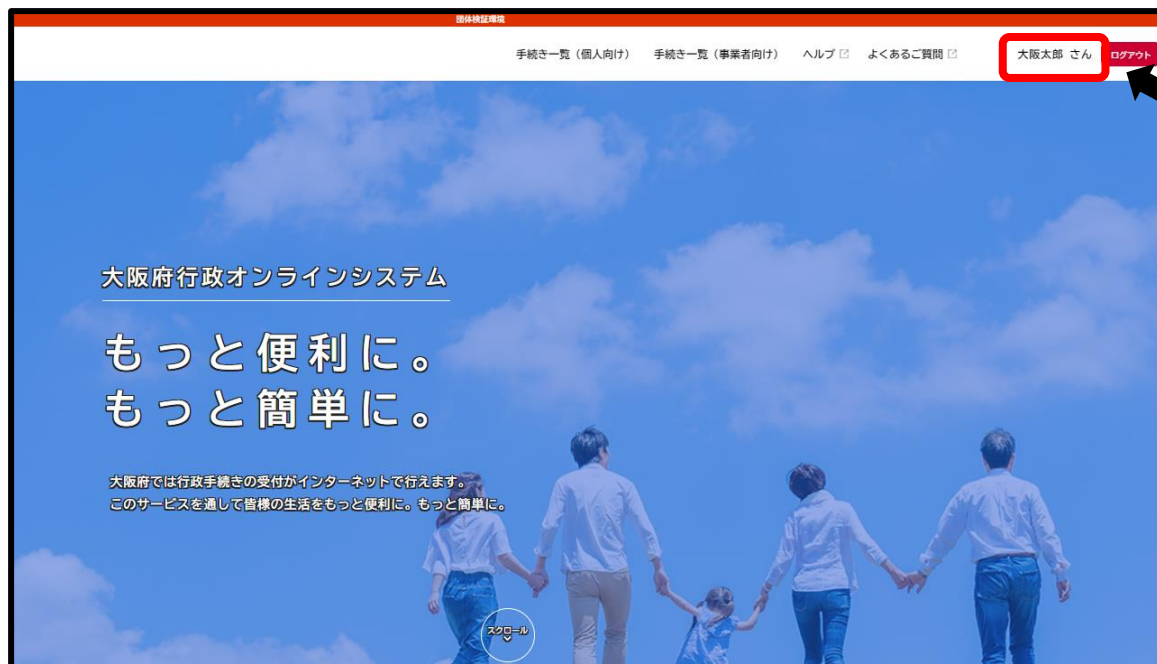 団体検証環境
手続き一覧（個人向け） 手続き一覧（事業者向け） ヘルプ よくあるご質問 大阪太郎 さん ログアウト
大阪府行政オンラインシステム
もっと便利に。
もっと簡単に。
大阪府では行政手続きの受付がインターネットで行えます。
このサービスを通して皆様の生活をもっと便利に。もっと簡単に。
スクロール